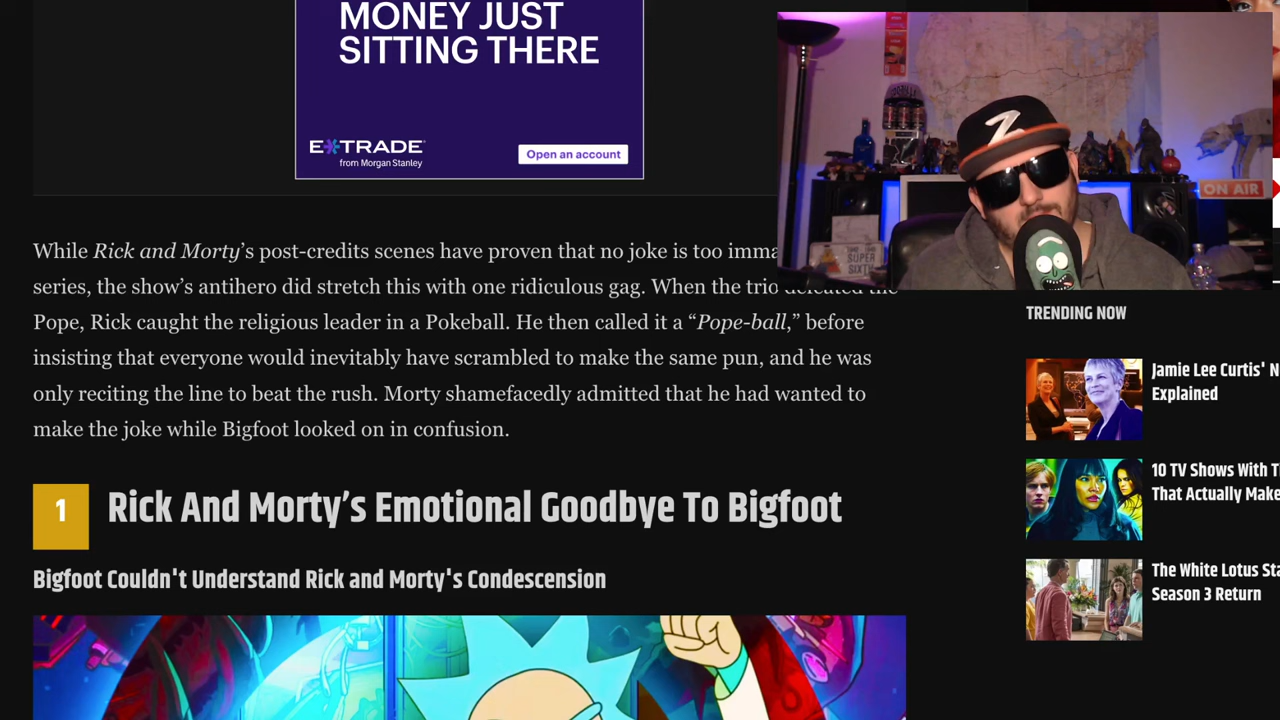 MONEY JUST
SITTING THERE
E*TRADE
from Morgan Stanley
Open an account
ON AIR
While Rick and Morty's post-credits scenes have proven that no joke is too
series, the show's antihero did stretch this with one ridiculous gag. When the trio defeated the
Pope, Rick caught the religious leader in a Pokeball. He then called it a “Pope-ball,” before
insisting that everyone would inevitably have scrambled to make the same pun, and he was
only reciting the line to beat the rush. Morty shamefacedly admitted that he had wanted to
make the joke while Bigfoot looked on in confusion.
1 Rick And Morty’s Emotional Goodbye To Bigfoot
Bigfoot Couldn't Understand Rick and Morty's Condescension
TRENDING NOW
Jamie Lee Curtis'
Explained
10 TV Shows With
That Actually
The White Lotus
Season 3 Return